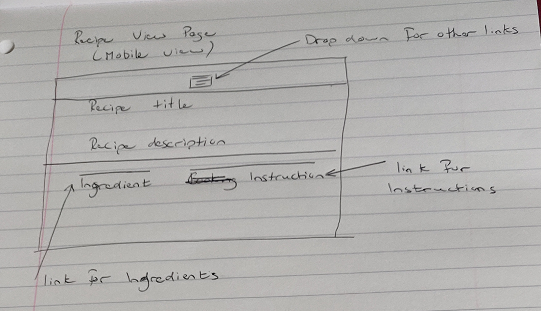 Recipe View Page
(Mobile View)
Drop down for other links
Recipe title
Recipe description
Ingredient
Instruction
link for
Instructions
link for Ingredients